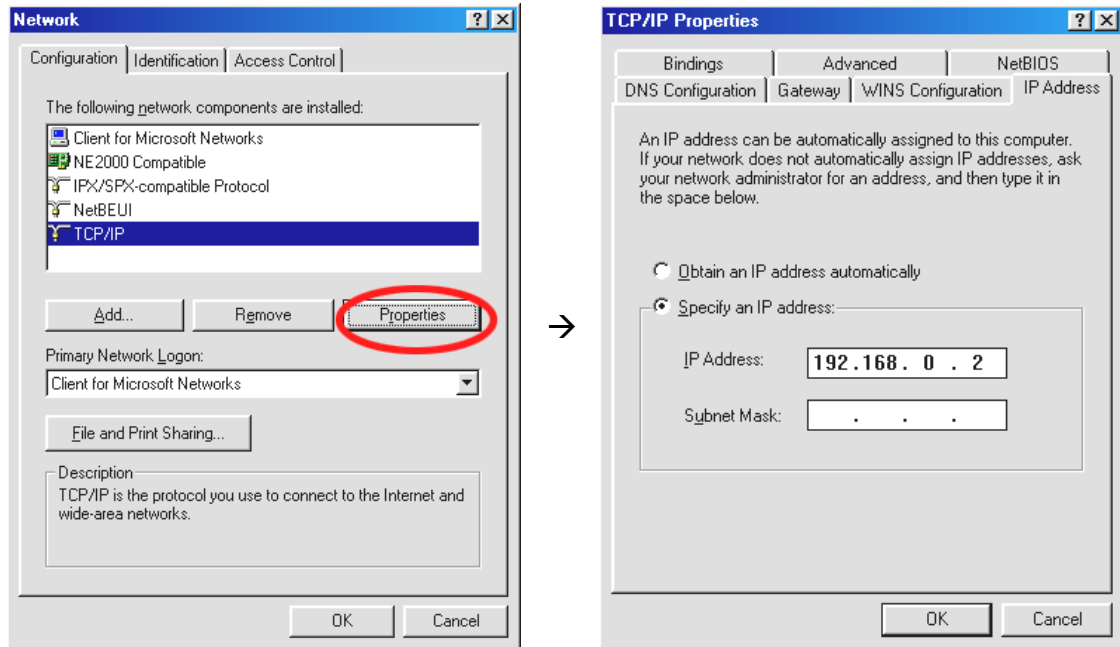 Network
Configuration Identification Access Control
The following network components are installed:
Client for Microsoft Networks
NE2000 Compatible
IPX/SPX-compatible Protocol
NetBEUI
TCP/IP
Add... Remove Properties
Primary Network Logon:
Client for Microsoft Networks
File and Print Sharing...
Description
TCP/IP is the protocol you use to connect to the Internet and
wide-area networks.
OK Cancel
→
TCP/IP Properties
Bindings Advanced NetBIOS
DNS Configuration Gateway WINS Configuration IP Address
An IP address can be automatically assigned to this computer.
If your network does not automatically assign IP addresses, ask
your network administrator for an address, and then type it in
the space below.
Obtain an IP address automatically
Specify an IP address:
IP Address: 192.168. 0 . 2
Subnet Mask: . . .
OK Cancel